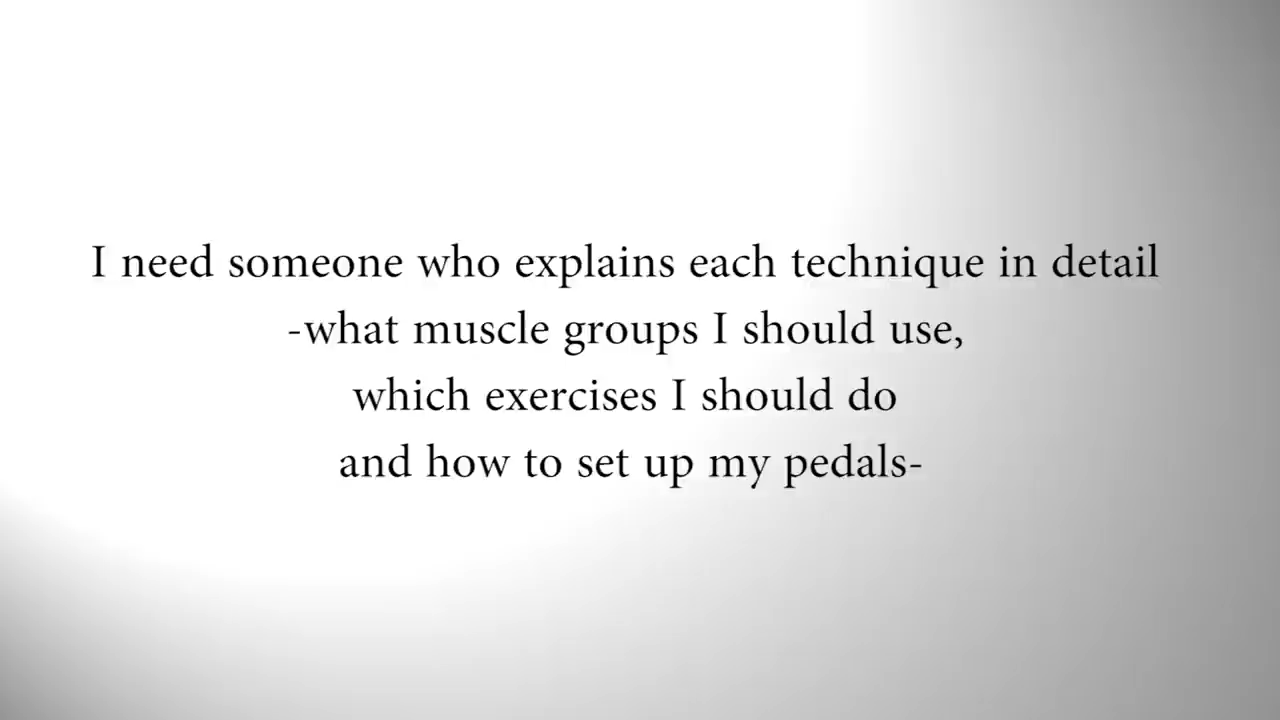 I need someone who explains each technique in detail
-what muscle groups I should use,
which exercises I should do
and how to set up my pedals-